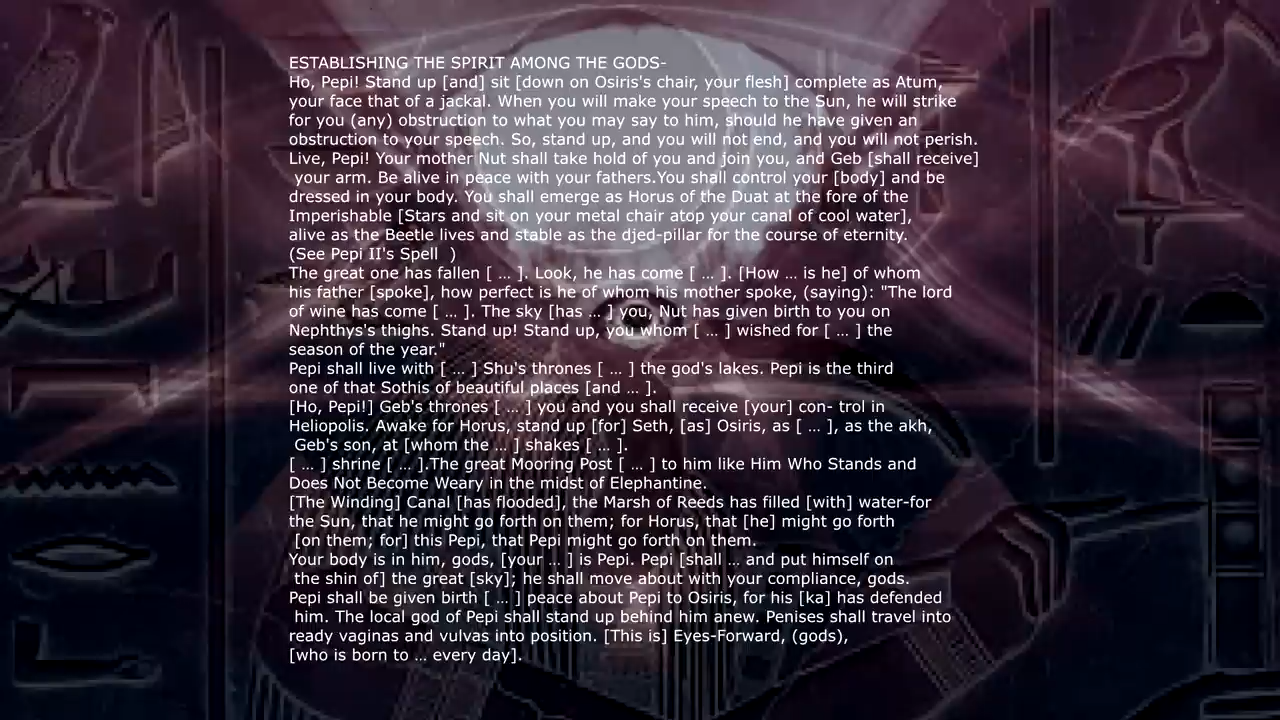 ESTABLISHING THE SPIRIT AMONG THE GODS-
Ho, Pepi! Stand up [and] sit [down on Osiris's chair, your flesh] complete as Atum,
your face that of a jackal. When you will make your speech to the Sun, he will strike
for you (any) obstruction to what you may say to him, should he have given an
obstruction to your speech. So, stand up, and you will not end, and you will not perish.
Live, Pepi! Your mother Nut shall take hold of you and join you, and Geb [shall receive]
your arm. Be alive in peace with your fathers.You shall control your [body] and be
dressed in your body. You shall emerge as Horus of the Duat at the fore of the
Imperishable [Stars and sit on your metal chair atop your canal of cool water],
alive as the Beetle lives and stable as the djed-pillar for the course of eternity.
(See Pepi II's Spell  )
The great one has fallen [ … ]. Look, he has come [ … ]. [How … is he] of whom
his father [spoke], how perfect is he of whom his mother spoke, (saying): "The lord
of wine has come [ … ]. The sky [has … ] you, Nut has given birth to you on
Nephthys's thighs. Stand up! Stand up, you whom [ … ] wished for [ … ] the
season of the year."
Pepi shall live with [ … ] Shu's thrones [ … ] the god's lakes. Pepi is the third
one of that Sothis of beautiful places [and … ].
[Ho, Pepi!] Geb's thrones [ … ] you and you shall receive [your] con- trol in
Heliopolis. Awake for Horus, stand up [for] Seth, [as] Osiris, as [ … ], as the akh,
Geb's son, at [whom the … ] shakes [ … ].
[ … ] shrine [ … ].The great Mooring Post [ … ] to him like Him Who Stands and
Does Not Become Weary in the midst of Elephantine.
[The Winding] Canal [has flooded], the Marsh of Reeds has filled [with] water-for
the Sun, that he might go forth on them; for Horus, that [he] might go forth
[on them; for] this Pepi, that Pepi might go forth on them.
Your body is in him, gods, [your … ] is Pepi. Pepi [shall … and put himself on
the shin of] the great [sky]; he shall move about with your compliance, gods.
Pepi shall be given birth [ … ] peace about Pepi to Osiris, for his [ka] has defended
him. The local god of Pepi shall stand up behind him anew. Penises shall travel into
ready vaginas and vulvas into position. [This is] Eyes-Forward, (gods),
[who is born to … every day].